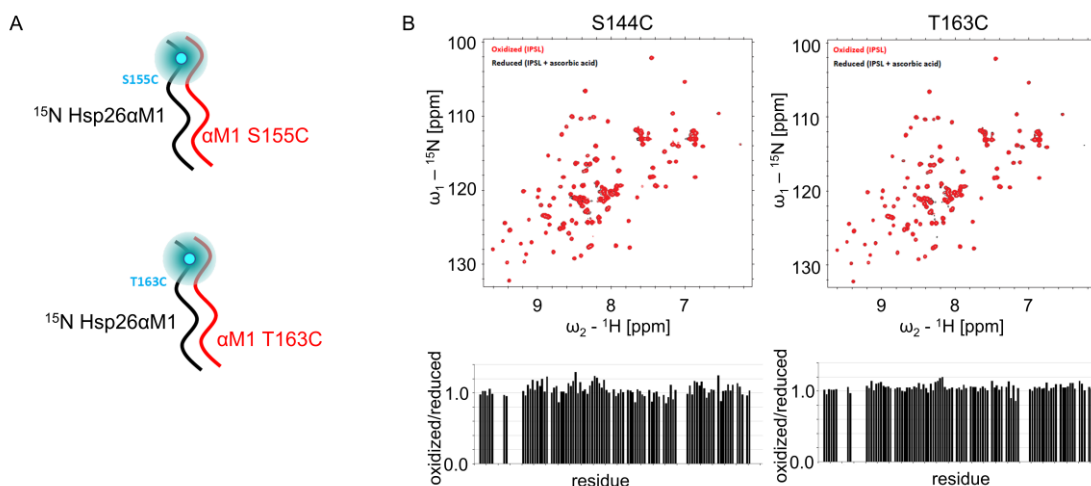 A
S155C
¹⁵N Hsp26αM1
αM1 S155C
T163C
¹⁵N Hsp26αM1
αM1 T163C
B
S144C
Oxidized (IPSL)
Reduced (IPSL + ascorbic acid)
100
110
120
130
ω₁ – ¹⁵N [ppm]
9 8 7
ω₂ - ¹H [ppm]
1.0
0.0
oxidized/reduced
residue
T163C
Oxidized (IPSL)
Reduced (IPSL + ascorbic acid)
100
110
120
130
ω₁ – ¹⁵N [ppm]
9 8 7
ω₂ - ¹H [ppm]
1.0
0.0
oxidized/reduced
residue